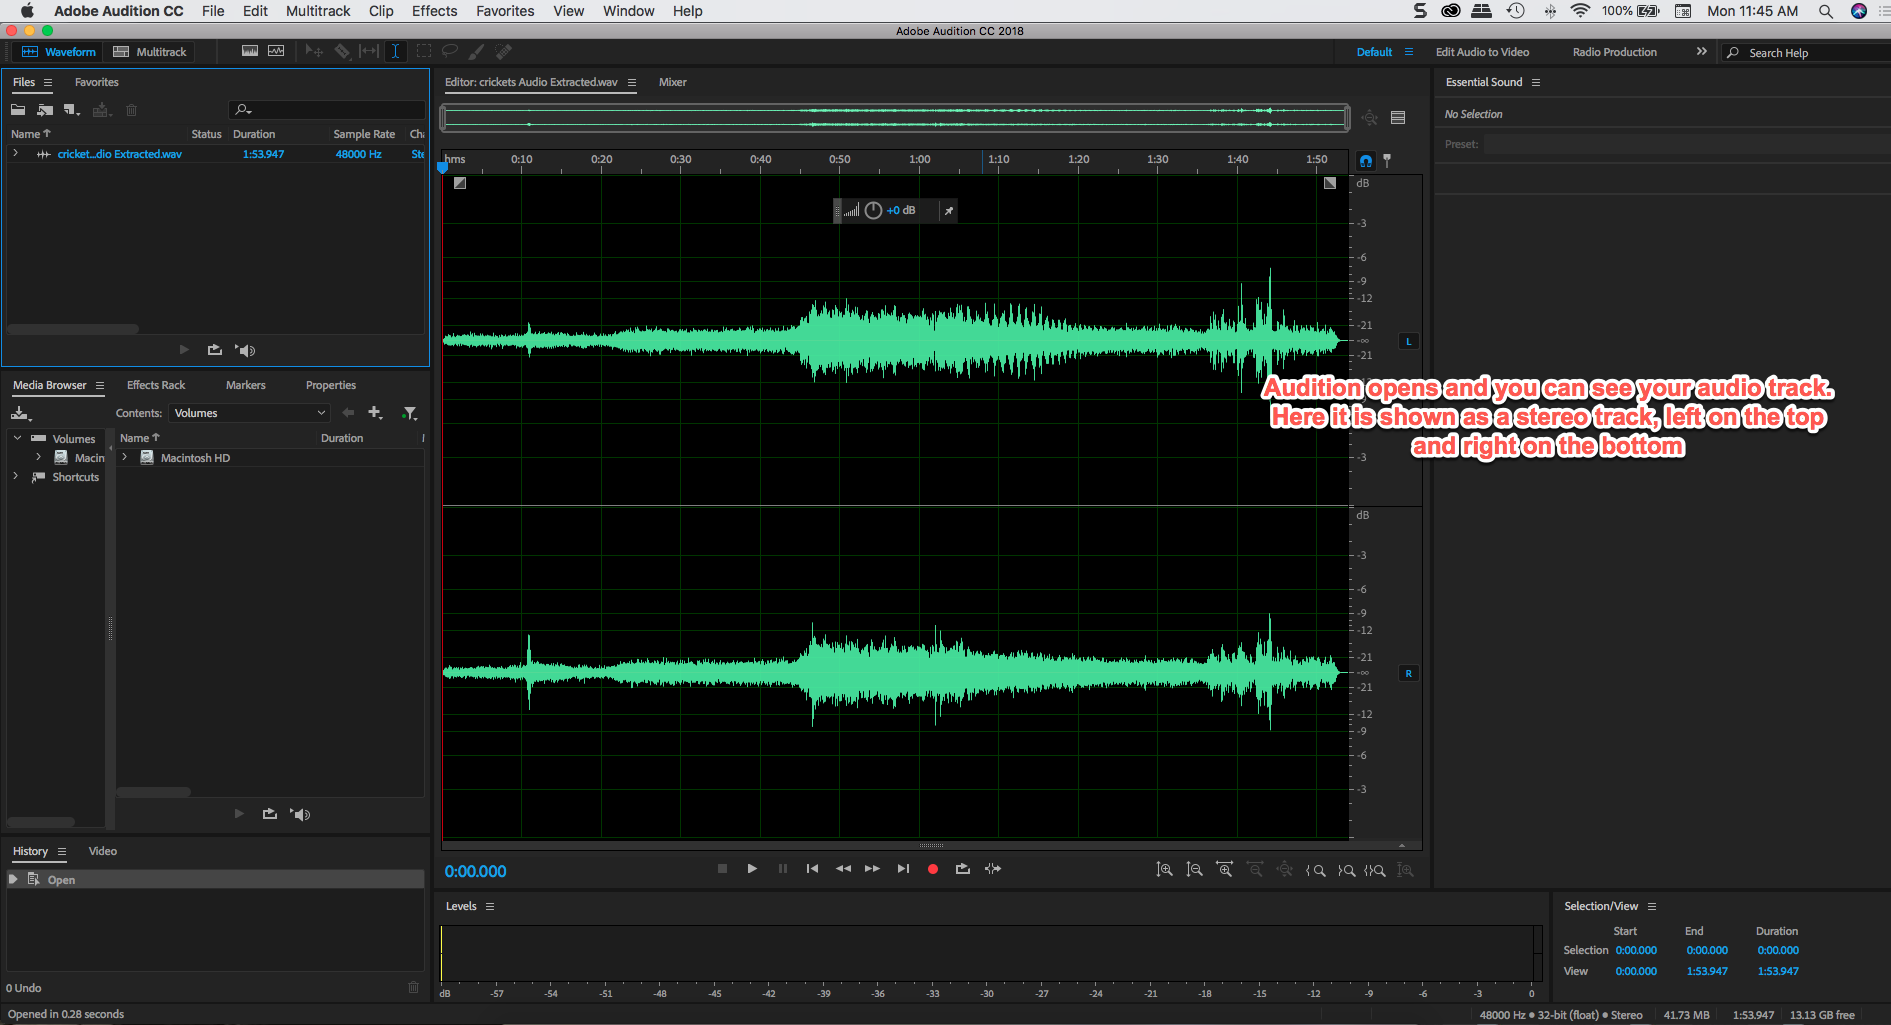 Adobe Audition CC File Edit Multitrack Clip Effects Favorites View Window Help 100% Mon 11:45 AM
Adobe Audition CC 2018
Waveform Multitrack Default Edit Audio to Video Radio Production Search Help
Files Favorites
Name Status Duration Sample Rate Ch
cricket...dio Extracted.wav 1:53.947 48000 Hz Ste
Media Browser Effects Rack Markers Properties
Contents: Volumes
Volumes
Macin
Shortcuts
Name Duration
Macintosh HD
History Video
Open
0 Undo
Opened in 0.28 seconds
Editor: crickets Audio Extracted.wav Mixer
hms 0:10 0:20 0:30 0:40 0:50 1:00 1:10 1:20 1:30 1:40 1:50
+0 dB
dB
-3
-6
-9
-12
-21
-∞
-21
-3
L
dB
-3
-6
-9
-12
-21
-∞
-21
-12
-9
-6
-3
R
Audition opens and you can see your audio track.
Here it is shown as a stereo track, left on the top
and right on the bottom
0:00.000
Levels
dB -57 -54 -51 -48 -45 -42 -39 -36 -33 -30 -27 -24 -21 -18 -15 -12 -9 -6 -3 0
Essential Sound
No Selection
Preset:
Selection/View
Start End Duration
Selection 0:00.000 0:00.000 0:00.000
View 0:00.000 1:53.947 1:53.947
48000 Hz • 32-bit (float) • Stereo 41.73 MB 1:53.947 13.13 GB free